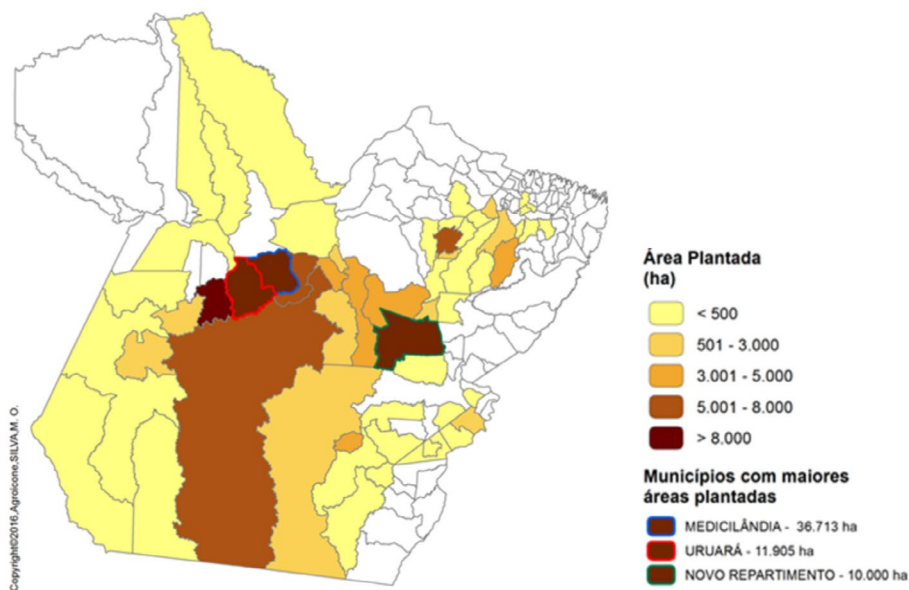 Área Plantada
(ha)
< 500
501 - 3.000
3.001 - 5.000
5.001 - 8.000
> 8.000
Municípios com maiores
áreas plantadas
MEDICILÂNDIA - 36.713 ha
URUARÁ - 11.905 ha
NOVO REPARTIMENTO - 10.000 ha
Copyright©2016,Agroicone,SILVA,M. O.